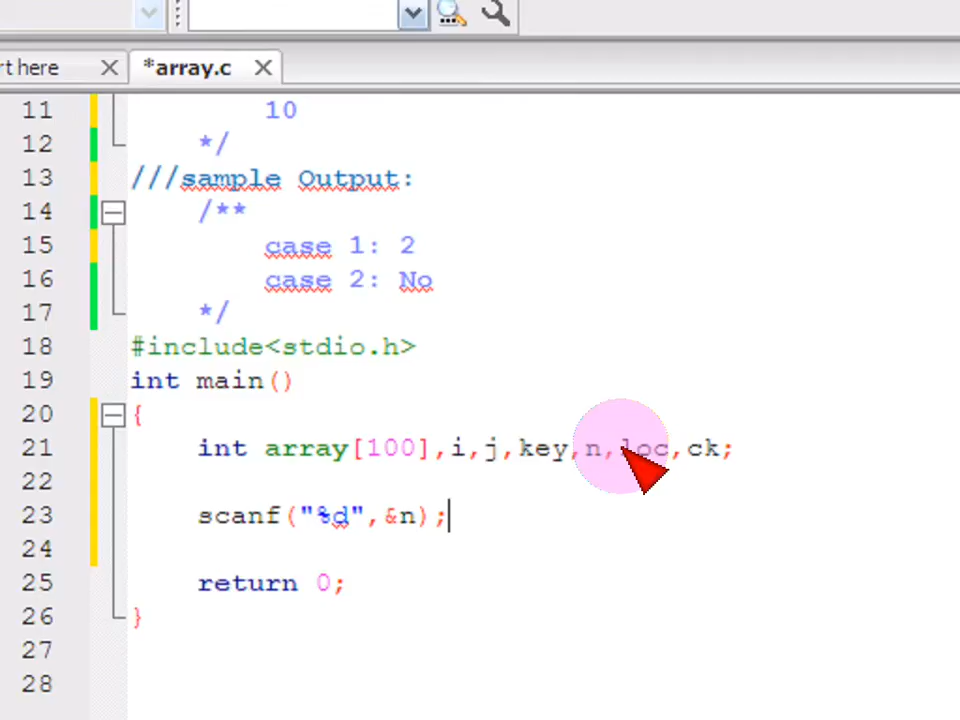 rt here *array.c
11 10
12 */
13 ///sample Output:
14 /**
15 case 1: 2
16 case 2: No
17 */
18 #include<stdio.h>
19 int main()
20 {
21 int array[100],i,j,key,n,loc,ck;
22
23 scanf("%d",&n);
24
25 return 0;
26 }
27
28